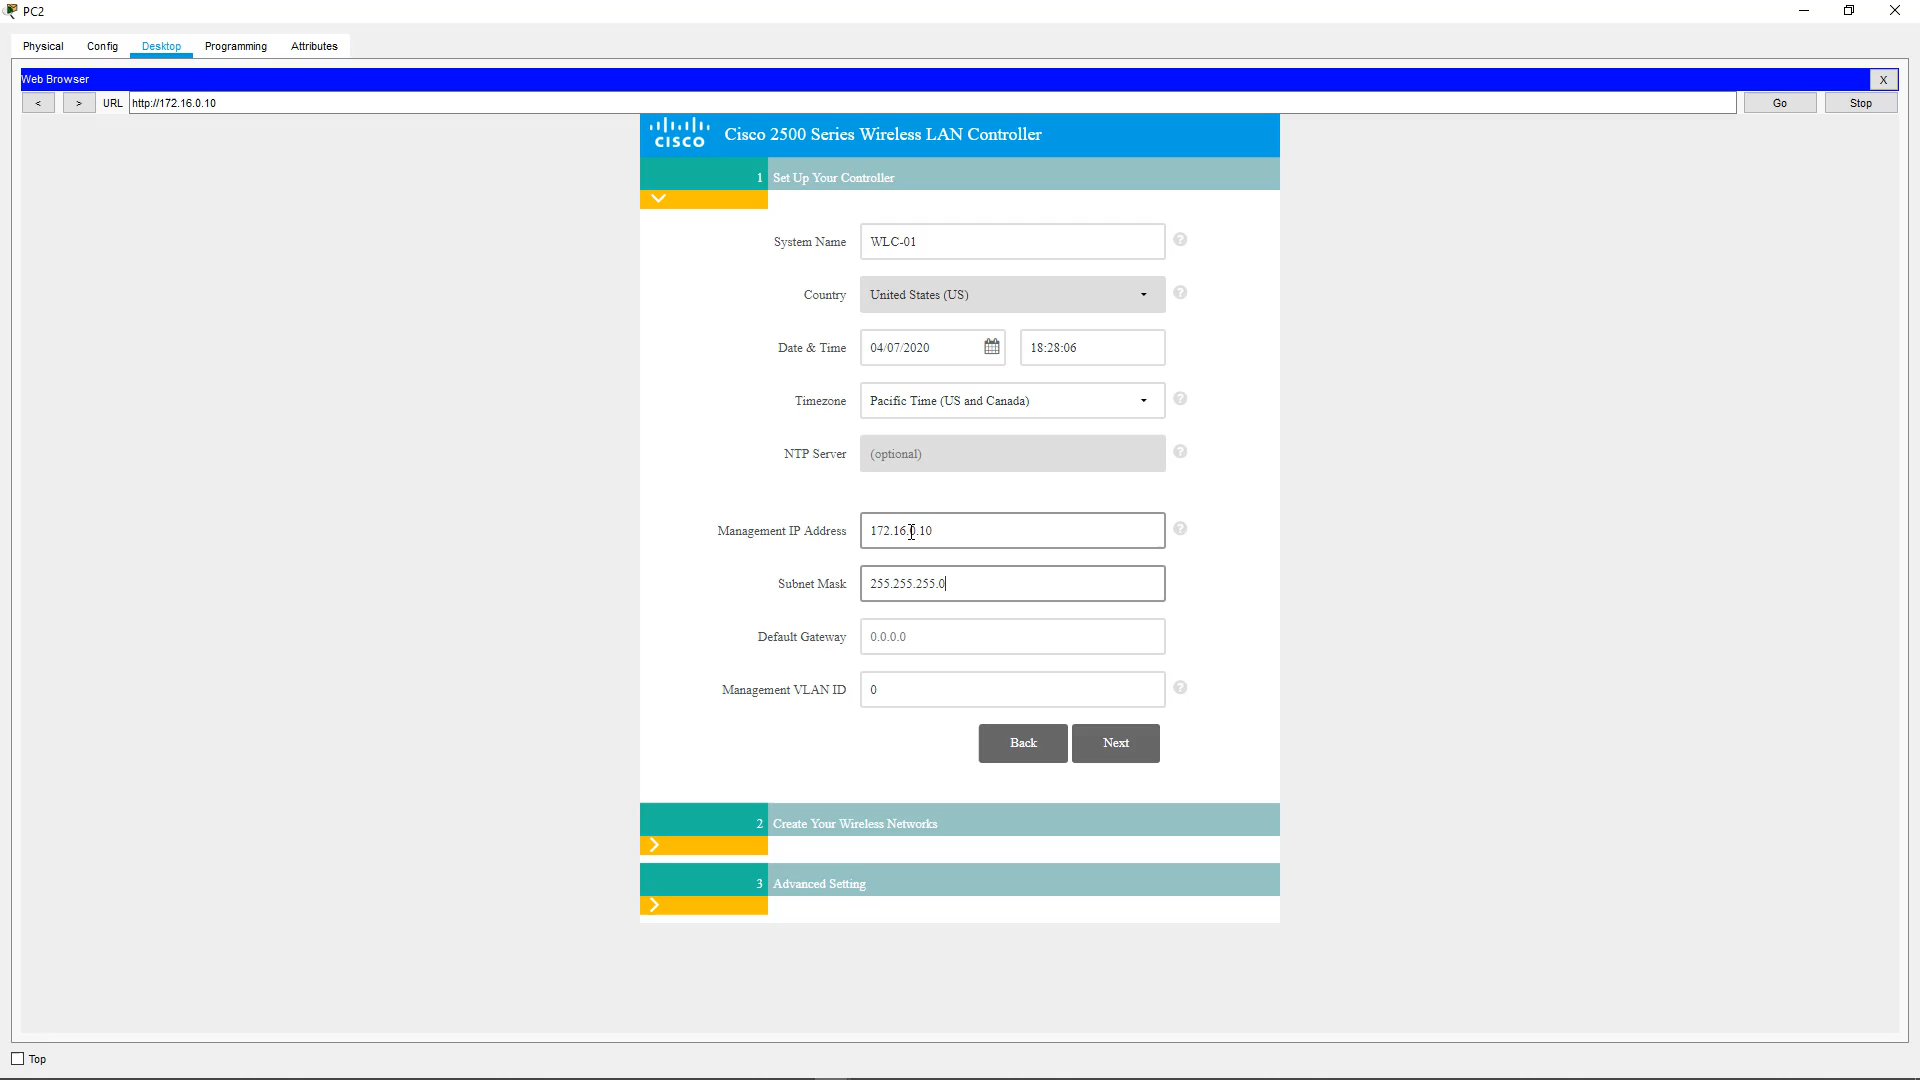 PC2
Physical Config Desktop Programming Attributes
Web Browser X
< > URL http://172.16.0.10 Go Stop
CISCO Cisco 2500 Series Wireless LAN Controller
1 Set Up Your Controller
System Name WLC-01 ?
Country United States (US) ?
Date & Time 04/07/2020 18:28:06
Timezone Pacific Time (US and Canada) ?
NTP Server (optional) ?
Management IP Address 172.16.0.10 ?
Subnet Mask 255.255.255.0
Default Gateway 0.0.0.0
Management VLAN ID 0 ?
Back Next
2 Create Your Wireless Networks
3 Advanced Setting
Top